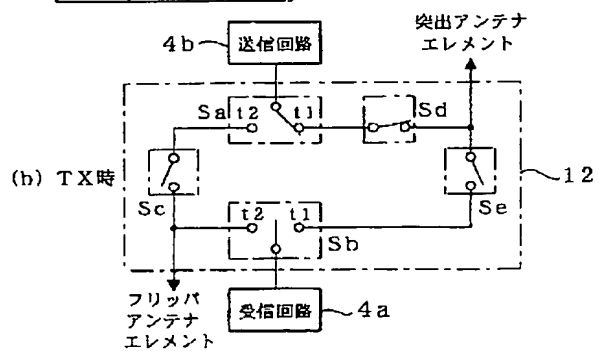 突出アンテナ
エレメント
4b
送信回路
Sa
t2
t1
Sd
(b) TX時
12
Sc
Se
t2
t1
Sb
フリッパ
アンテナ
エレメント
受信回路
4a